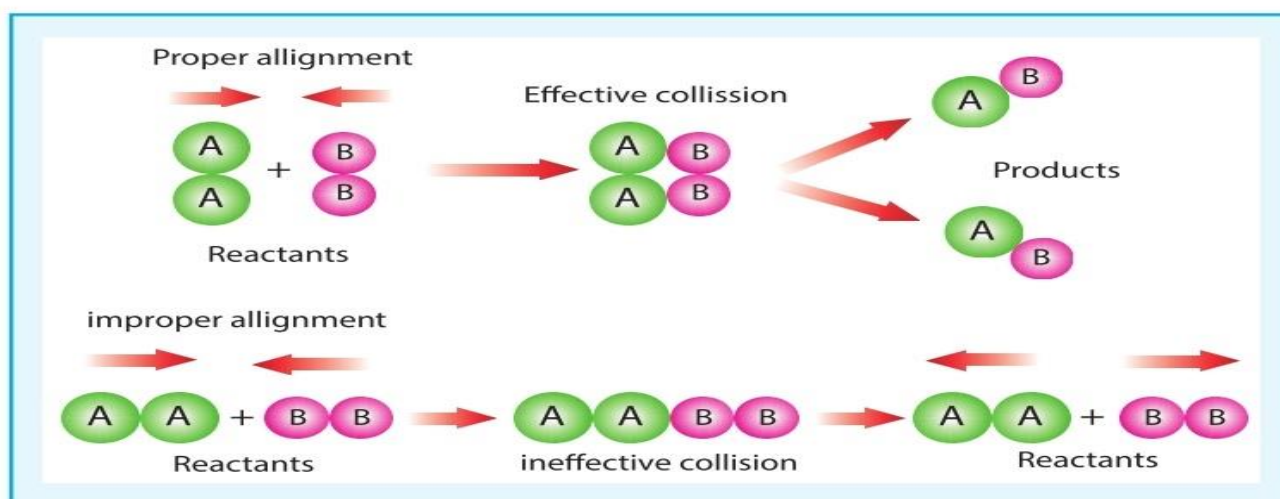 Proper allignment
Effective collission
A
B
A
B
+
A
B
A
B
A
B
Products
A
B
Reactants
improper allignment
A A + B B
A A B B
A A + B B
Reactants
ineffective collision
Reactants